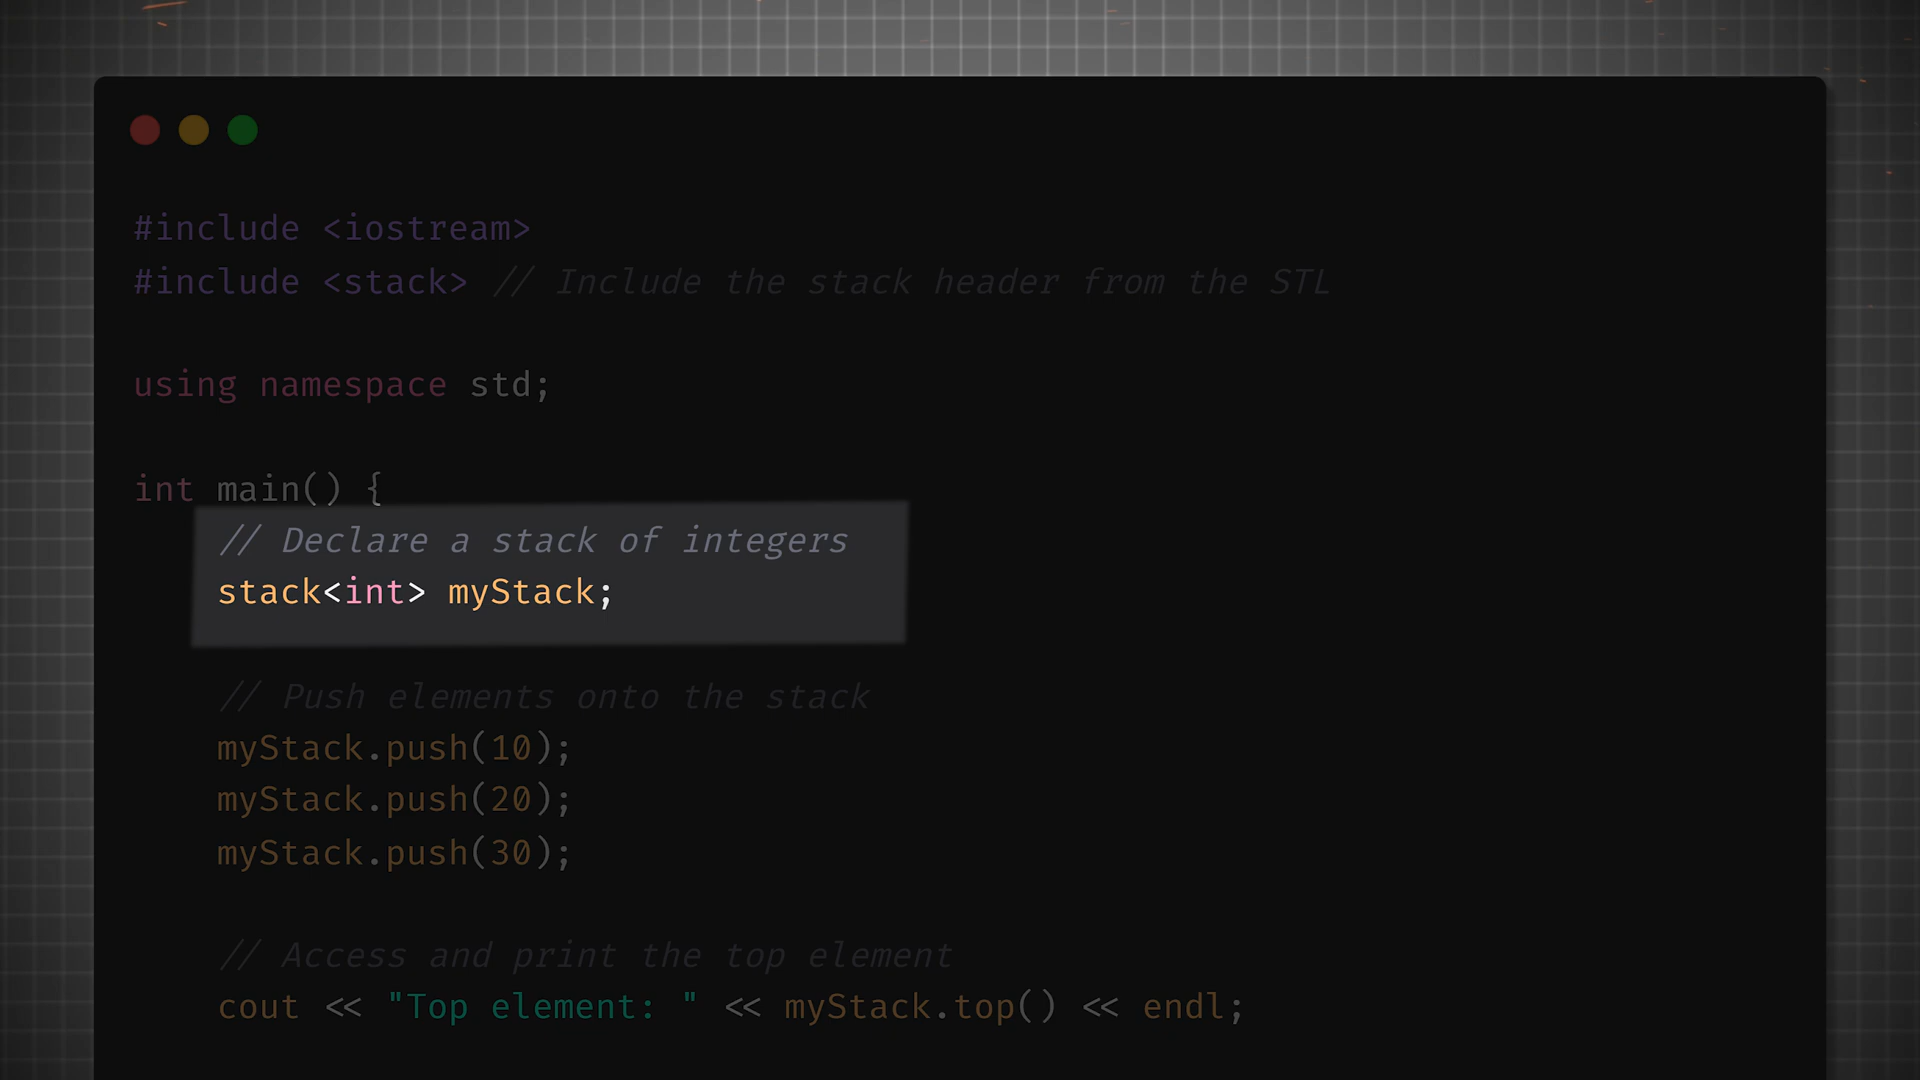 #include <iostream>
#include <stack> // Include the stack header from the STL
using namespace std;
int main() {
// Declare a stack of integers
stack<int> myStack;
// Push elements onto the stack
myStack.push(10);
myStack.push(20);
myStack.push(30);
// Access and print the top element
cout << "Top element: " << myStack.top() << endl;